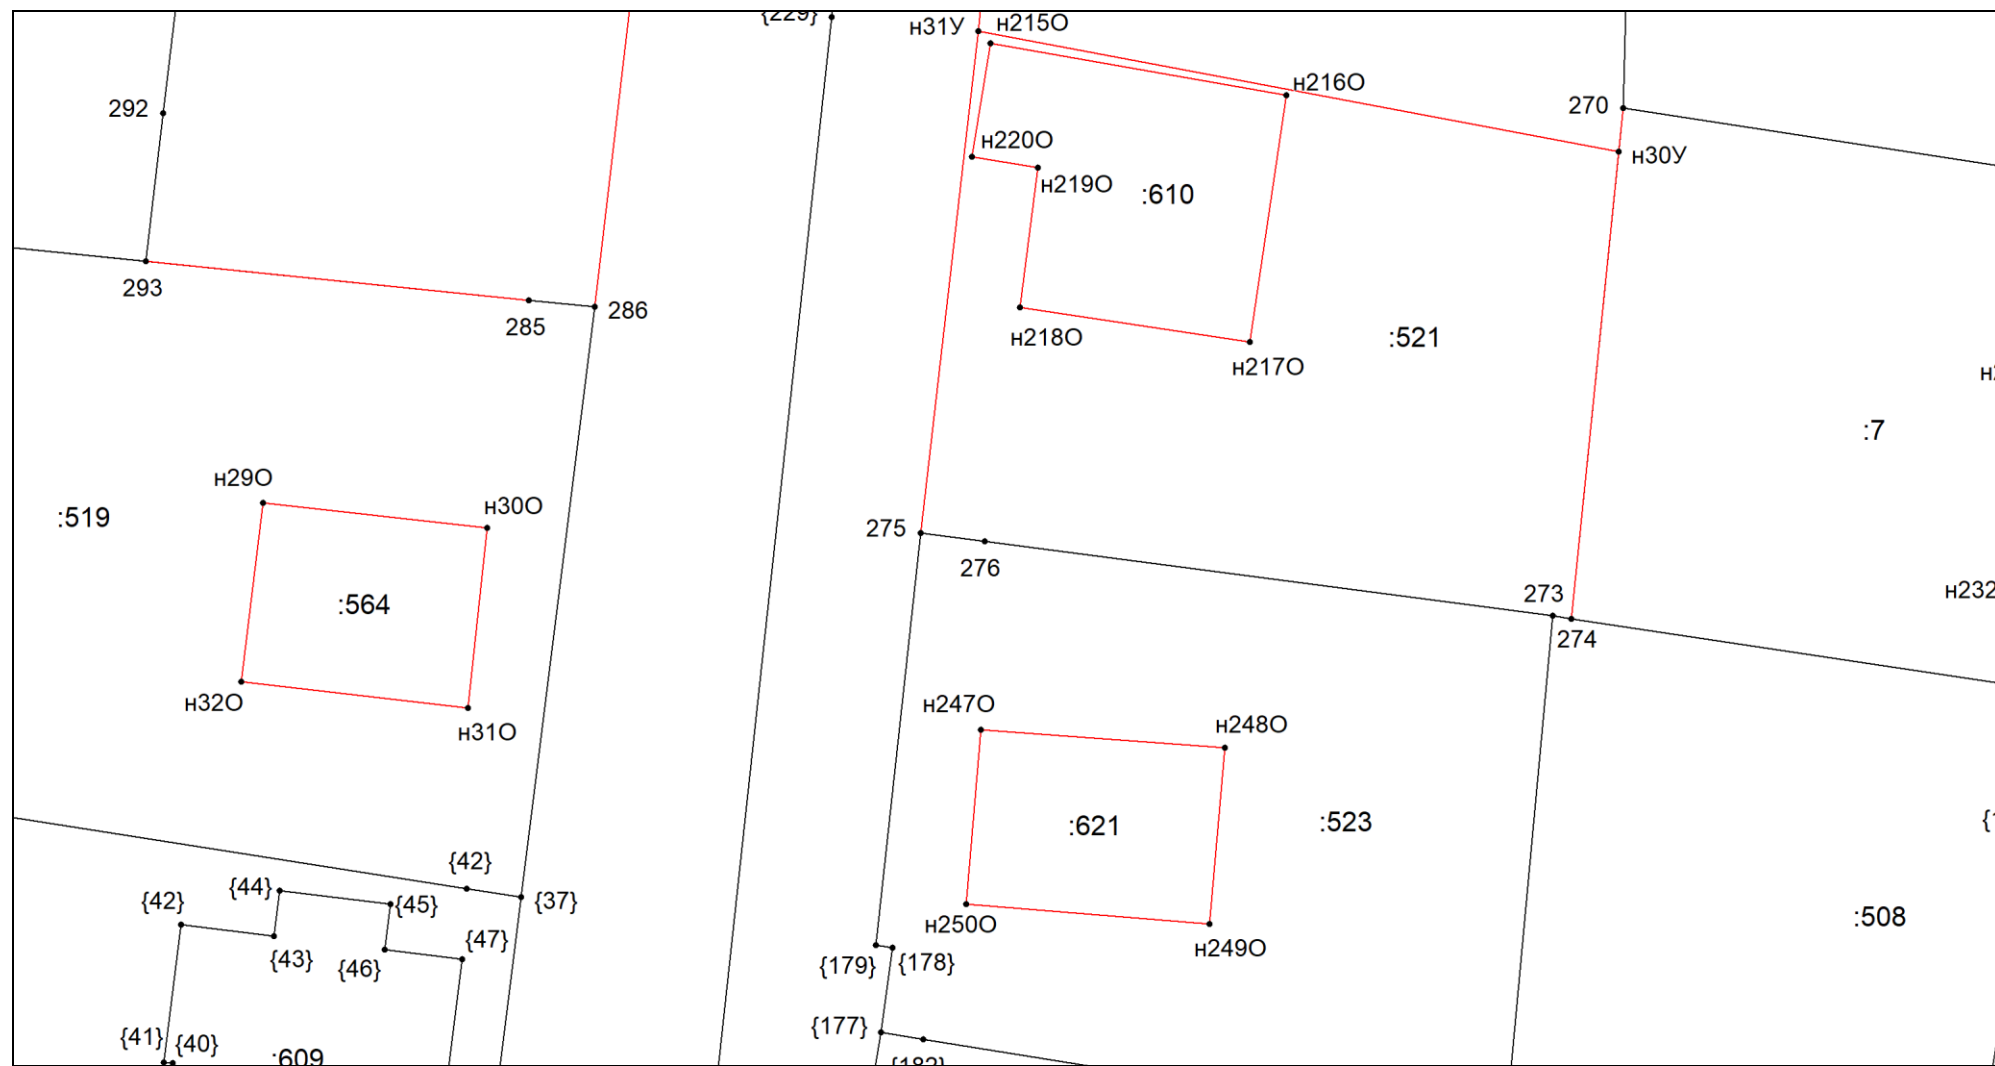 {229}
н31У
н215О
н216О
292
270
н220О
н30У
н219О
:610
293
286
285
н218О
:521
н217О
:7
н29О
н30О
:519
275
276
:564
273
н232
274
н32О
н31О
н247О
н248О
:621
:523
{42}
{44}
{42}
{45}
{37}
:508
н250О
{47}
н249О
{43}
{46}
{179}
{178}
{177}
{41}
{40}
:609